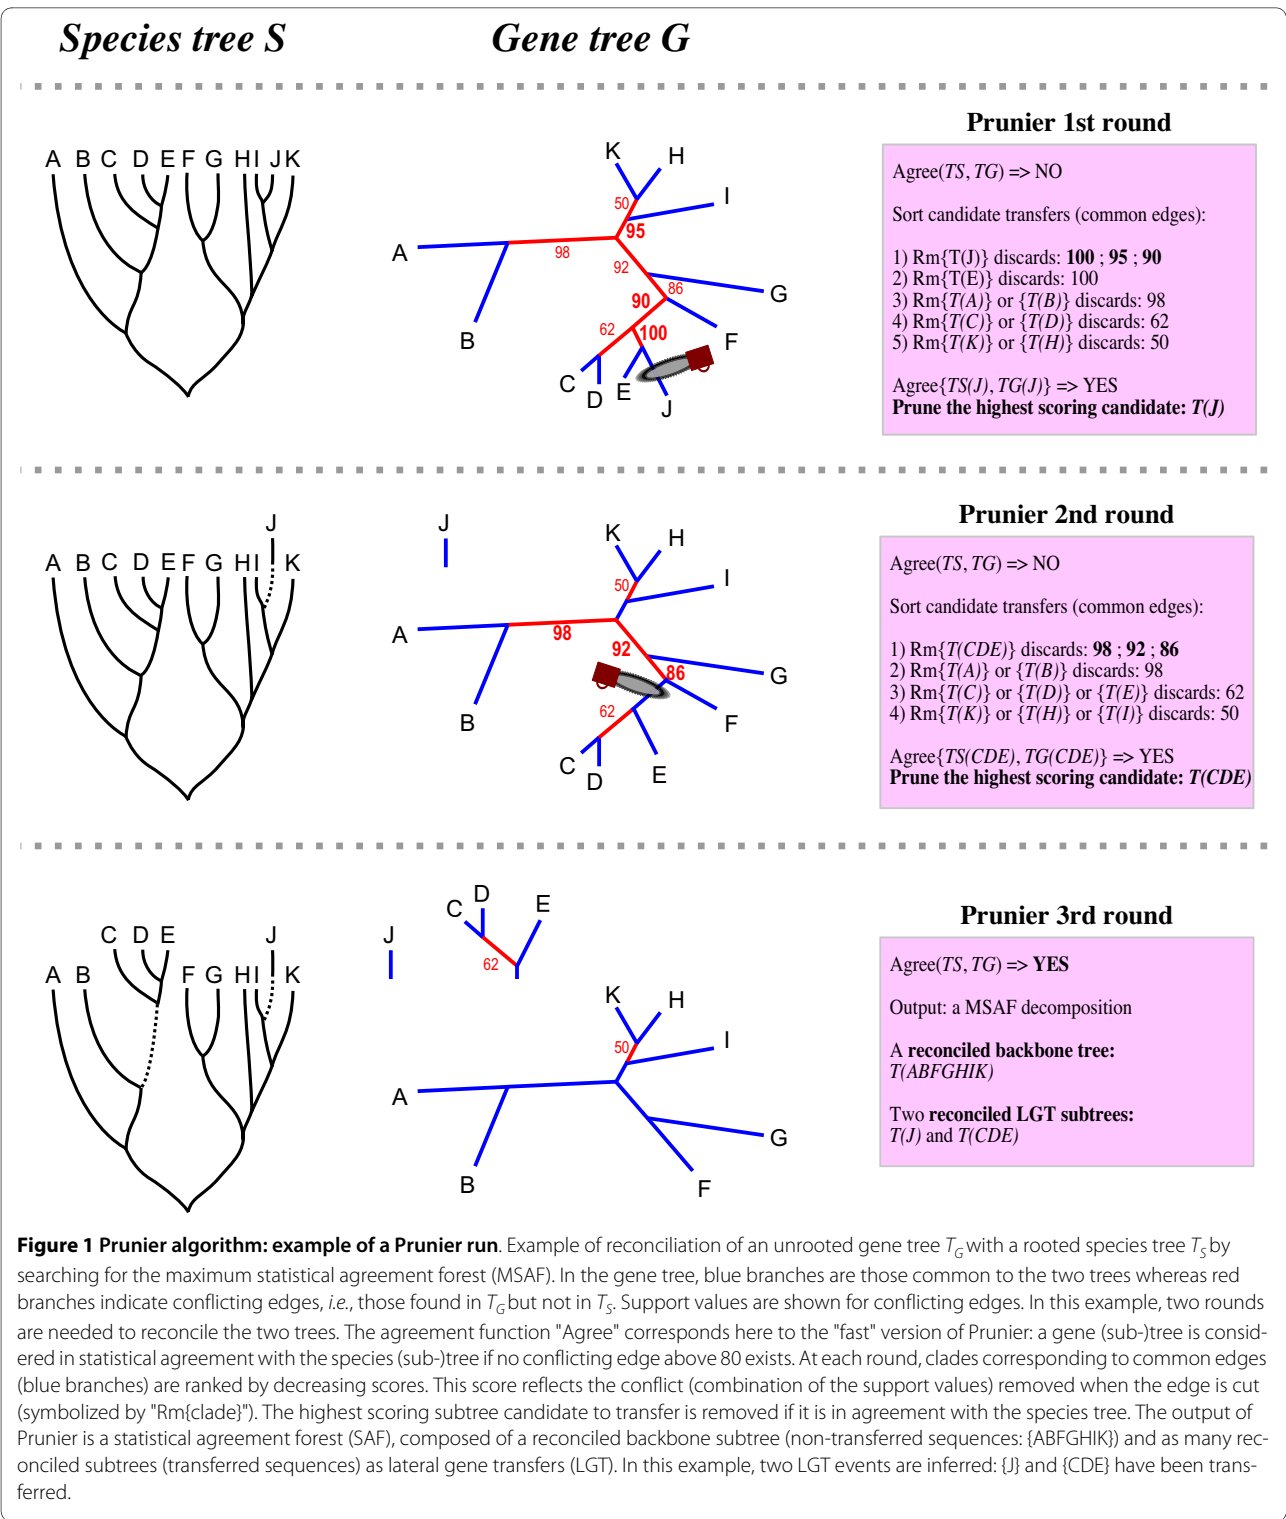 Species tree S
Gene tree G
Prunier 1st round
A B C D E F G H I J K
K
H
I
50
95
A
98
92
86
G
90
B
62
100
F
C
D
E
J
Agree(TS, TG) => NO
Sort candidate transfers (common edges):
1) Rm{T(J)} discards: 100 ; 95 ; 90
2) Rm{T(E)} discards: 100
3) Rm{T(A)} or {T(B)} discards: 98
4) Rm{T(C)} or {T(D)} discards: 62
5) Rm{T(K)} or {T(H)} discards: 50
Agree{TS(J), TG(J)} => YES
Prune the highest scoring candidate: T(J)
Prunier 2nd round
J
A B C D E F G H I K
J
K
H
I
50
A
98
92
86
G
B
62
F
C
D
E
Agree(TS, TG) => NO
Sort candidate transfers (common edges):
1) Rm{T(CDE)} discards: 98 ; 92 ; 86
2) Rm{T(A)} or {T(B)} discards: 98
3) Rm{T(C)} or {T(D)} or {T(E)} discards: 62
4) Rm{T(K)} or {T(H)} or {T(I)} discards: 50
Agree{TS(CDE), TG(CDE)} => YES
Prune the highest scoring candidate: T(CDE)
Prunier 3rd round
C D E J
A B F G H I K
J
C
D
E
62
K
H
I
50
A
G
B
F
Agree(TS, TG) => YES
Output: a MSAF decomposition
A reconciled backbone tree:
T(ABFGHIK)
Two reconciled LGT subtrees:
T(J) and T(CDE)
Figure 1 Prunier algorithm: example of a Prunier run. Example of reconciliation of an unrooted gene tree TG with a rooted species tree TS by
searching for the maximum statistical agreement forest (MSAF). In the gene tree, blue branches are those common to the two trees whereas red
branches indicate conflicting edges, i.e., those found in TG but not in TS. Support values are shown for conflicting edges. In this example, two rounds
are needed to reconcile the two trees. The agreement function "Agree" corresponds here to the "fast" version of Prunier: a gene (sub-)tree is consid-
ered in statistical agreement with the species (sub-)tree if no conflicting edge above 80 exists. At each round, clades corresponding to common edges
(blue branches) are ranked by decreasing scores. This score reflects the conflict (combination of the support values) removed when the edge is cut
(symbolized by "Rm{clade}"). The highest scoring subtree candidate to transfer is removed if it is in agreement with the species tree. The output of
Prunier is a statistical agreement forest (SAF), composed of a reconciled backbone subtree (non-transferred sequences: {ABFGHIK}) and as many rec-
onciled subtrees (transferred sequences) as lateral gene transfers (LGT). In this example, two LGT events are inferred: {J} and {CDE} have been trans-
ferred.